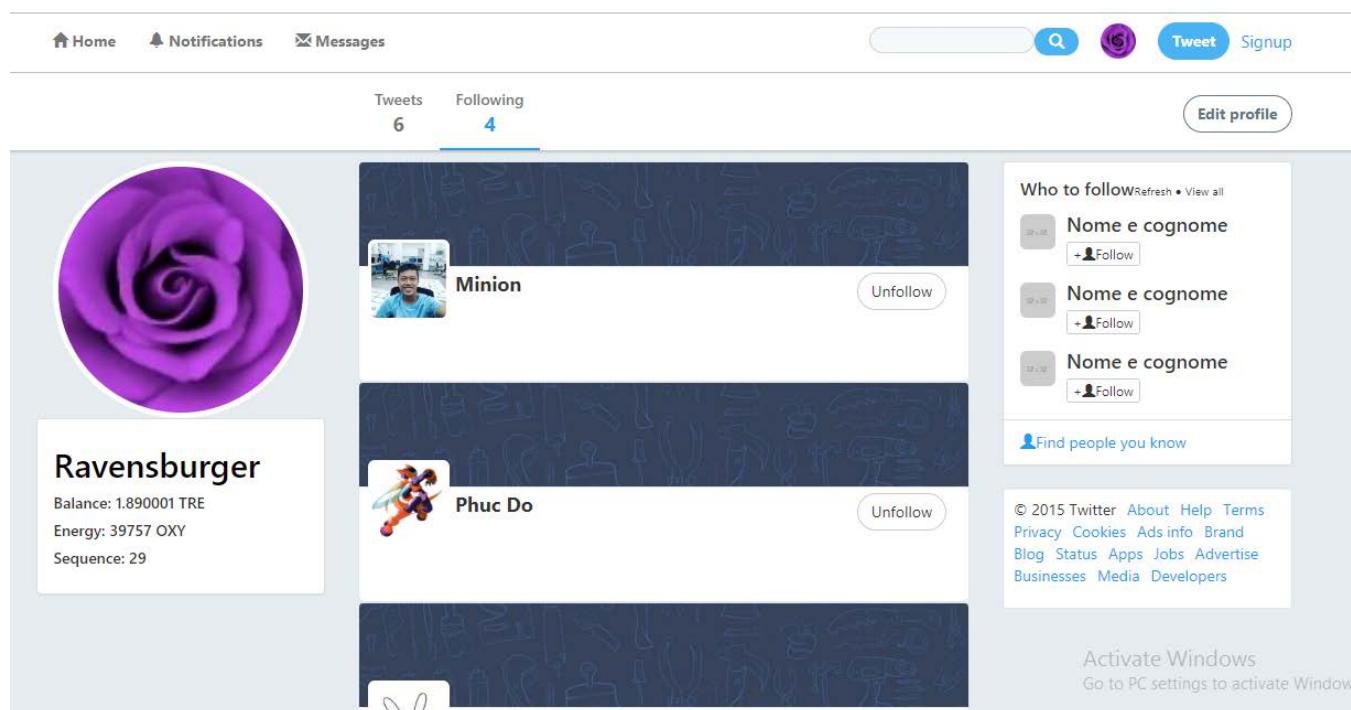 Home Notifications Messages Tweet Signup
Tweets Following
6 4
Edit profile
Ravensburger
Balance: 1.890001 TRE
Energy: 39757 OXY
Sequence: 29
Minion
Unfollow
Phuc Do
Unfollow
Who to follow Refresh • View all
Nome e cognome
+Follow
Nome e cognome
+Follow
Nome e cognome
+Follow
Find people you know
© 2015 Twitter About Help Terms
Privacy Cookies Ads info Brand
Blog Status Apps Jobs Advertise
Businesses Media Developers
Activate Windows
Go to PC settings to activate Window